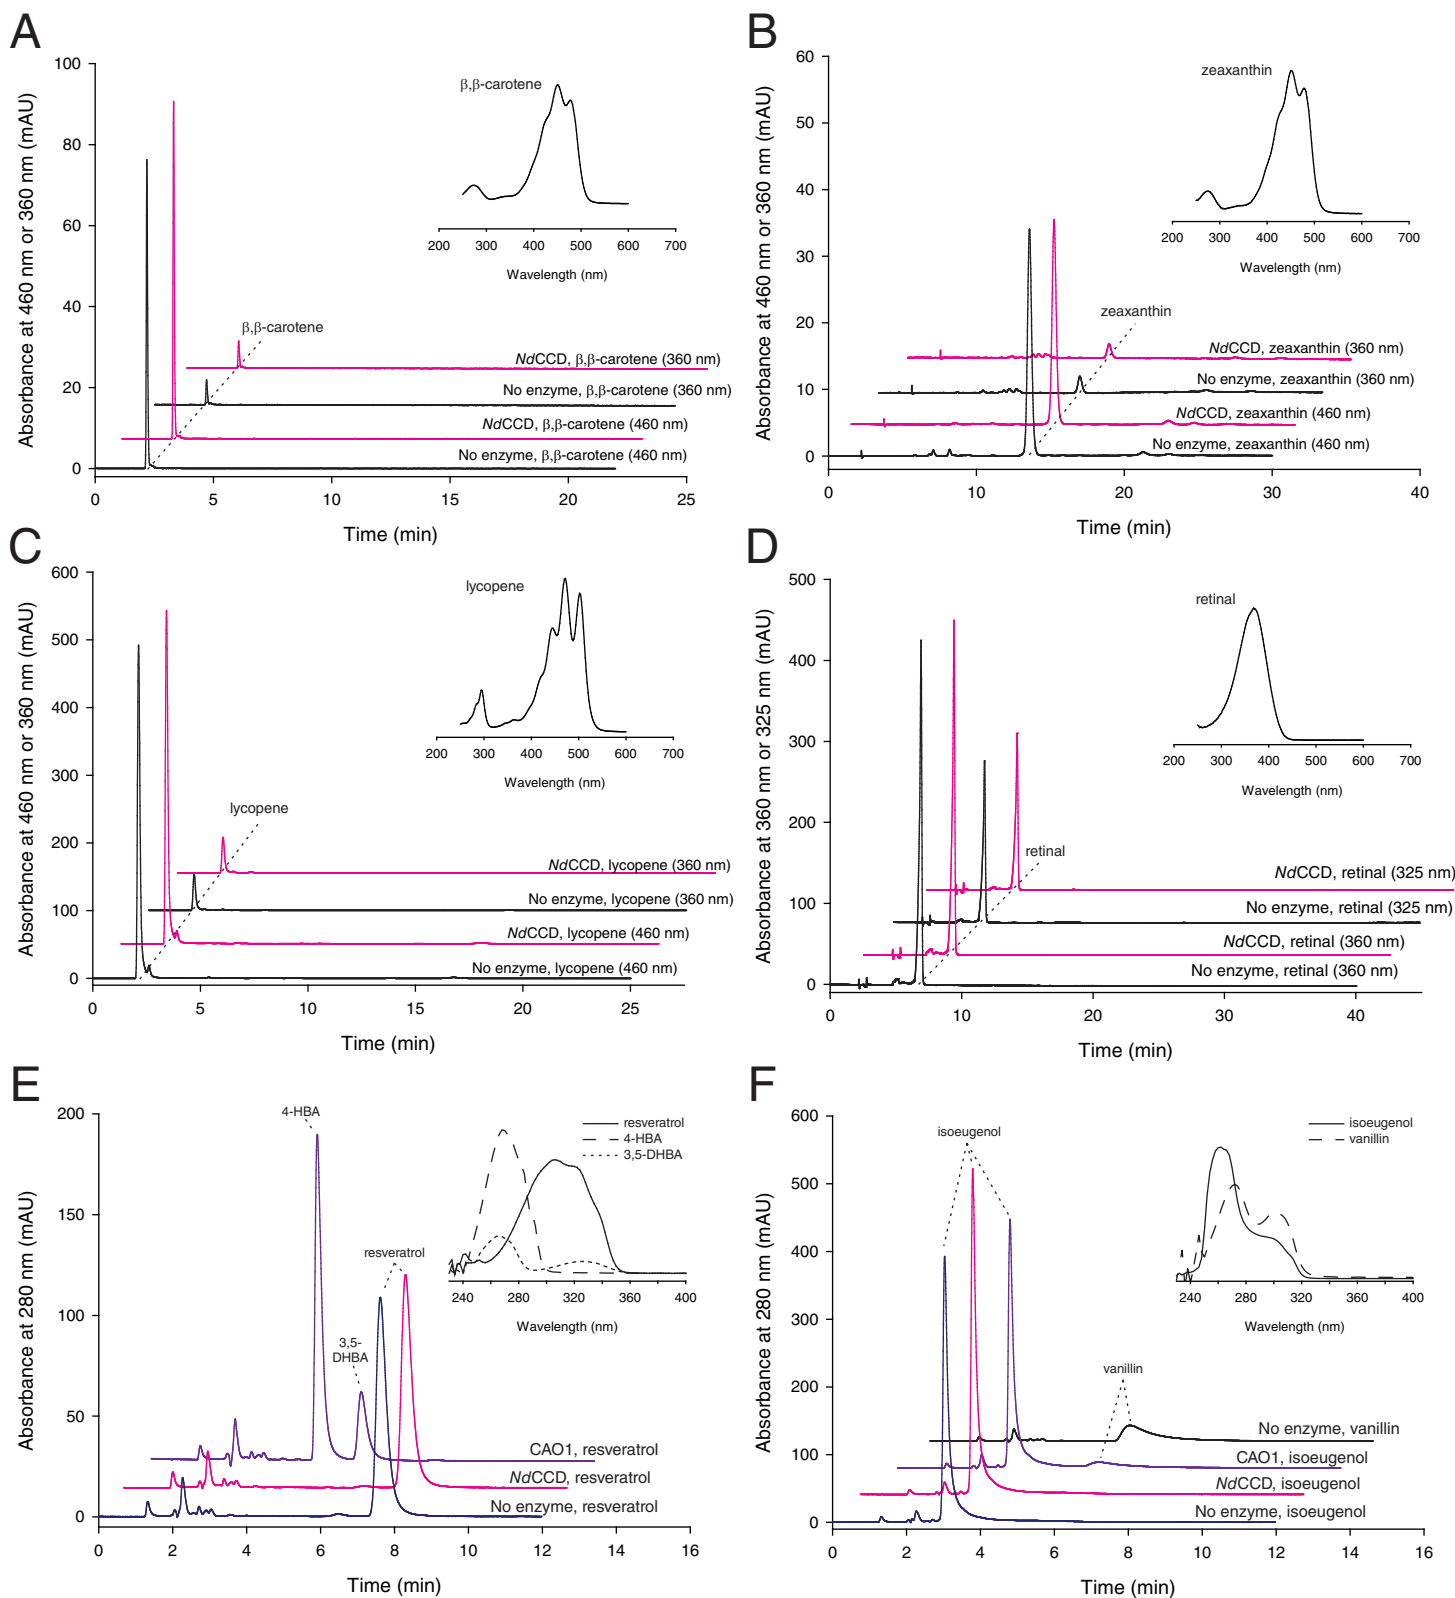 A
Absorbance at 460 nm or 360 nm (mAU)
100
80
60
40
20
0
0 5 10 15 20 25
Time (min)
β,β-carotene
200 300 400 500 600 700
Wavelength (nm)
β,β-carotene
NdCCD, β,β-carotene (360 nm)
No enzyme, β,β-carotene (360 nm)
NdCCD, β,β-carotene (460 nm)
No enzyme, β,β-carotene (460 nm)
B
Absorbance at 460 nm or 360 nm (mAU)
60
50
40
30
20
10
0
0 10 20 30 40
Time (min)
zeaxanthin
200 300 400 500 600 700
Wavelength (nm)
zeaxanthin
NdCCD, zeaxanthin (360 nm)
No enzyme, zeaxanthin (360 nm)
NdCCD, zeaxanthin (460 nm)
No enzyme, zeaxanthin (460 nm)
C
Absorbance at 460 nm or 360 nm (mAU)
600
500
400
300
200
100
0
0 5 10 15 20 25
Time (min)
lycopene
200 300 400 500 600 700
Wavelength (nm)
lycopene
NdCCD, lycopene (360 nm)
No enzyme, lycopene (360 nm)
NdCCD, lycopene (460 nm)
No enzyme, lycopene (460 nm)
D
Absorbance at 360 nm or 325 nm (mAU)
500
400
300
200
100
0
0 10 20 30 40
Time (min)
retinal
200 300 400 500 600 700
Wavelength (nm)
retinal
NdCCD, retinal (325 nm)
No enzyme, retinal (325 nm)
NdCCD, retinal (360 nm)
No enzyme, retinal (360 nm)
E
Absorbance at 280 nm (mAU)
200
150
100
50
0
0 2 4 6 8 10 12 14 16
Time (min)
4-HBA
3,5-
DHBA
resveratrol
resveratrol
4-HBA
3,5-DHBA
240 280 320 360 400
Wavelength (nm)
CAO1, resveratrol
NdCCD, resveratrol
No enzyme, resveratrol
F
Absorbance at 280 nm (mAU)
600
500
400
300
200
100
0
0 2 4 6 8 10 12 14 16
Time (min)
isoeugenol
isoeugenol
vanillin
240 280 320 360 400
Wavelength (nm)
vanillin
No enzyme, vanillin
CAO1, isoeugenol
NdCCD, isoeugenol
No enzyme, isoeugenol